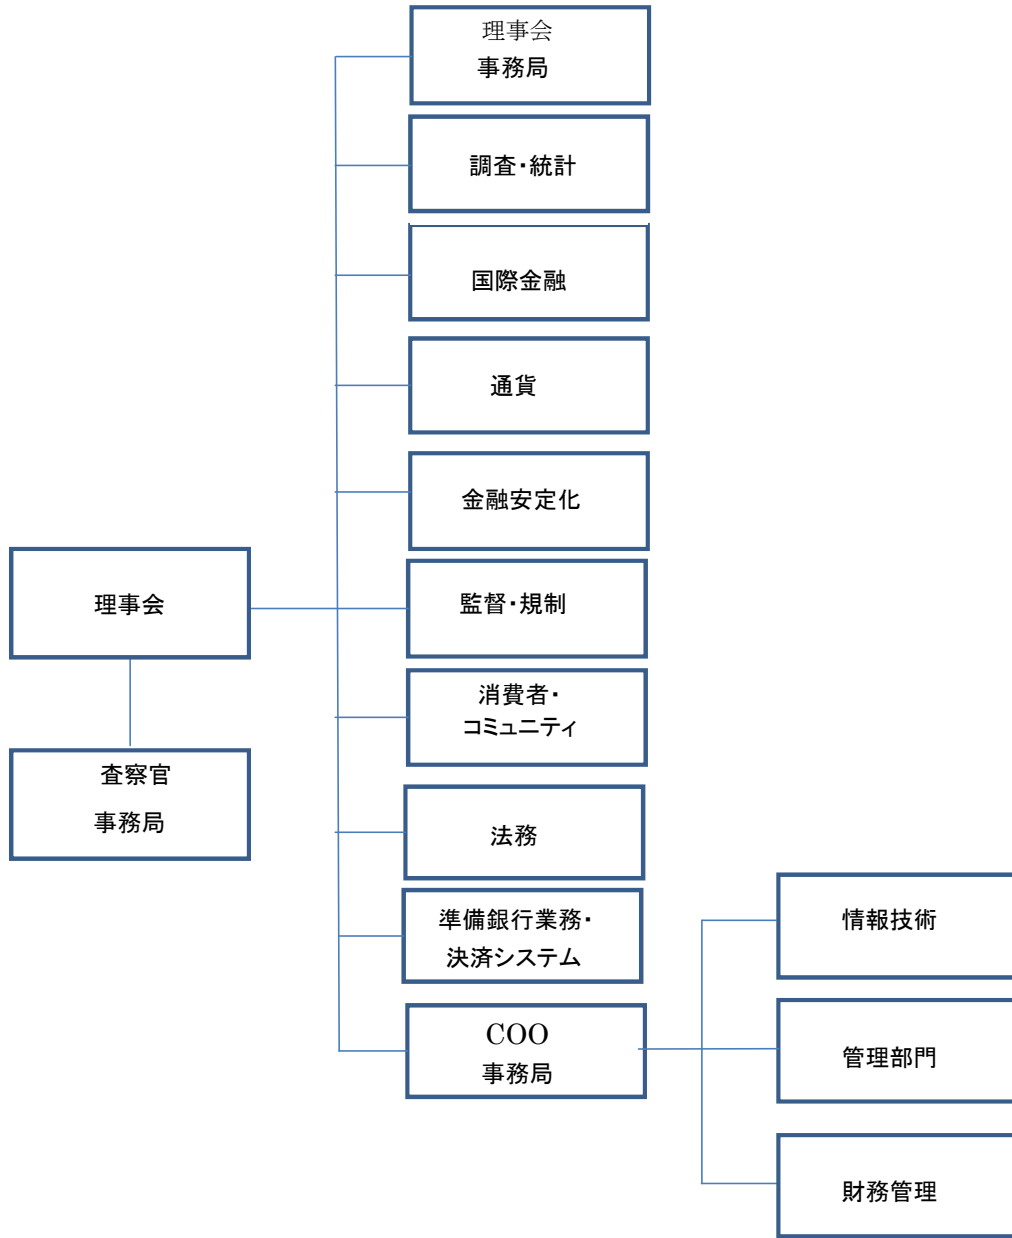 理事会
事務局
調査・統計
国際金融
通貨
金融安定化
理事会
監督・規制
消費者・
コミュニティ
査察官
事務局
法務
準備銀行業務・
決済システム
COO
事務局
情報技術
管理部門
財務管理